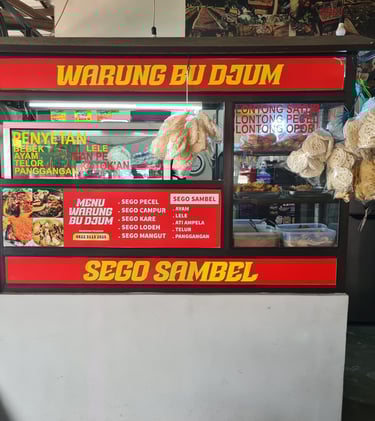 WARUNG BU DJUM
PENYETAN
BEBEK
LELE
AYAM
TELOR
PANGGANGAN
LONTONG SATE
LONTONG PECEL
LONTONG OPOR
MENU
WARUNG
BU DJUM
. SEGO PECEL
. SEGO CAMPUR
. SEGO KARE
. SEGO LODEH
. SEGO MANGUT
SEGO SAMBEL
. AYAM
. LELE
. ATI AMPELA
. TELUR
. PANGGANGAN
SEGO SAMBEL